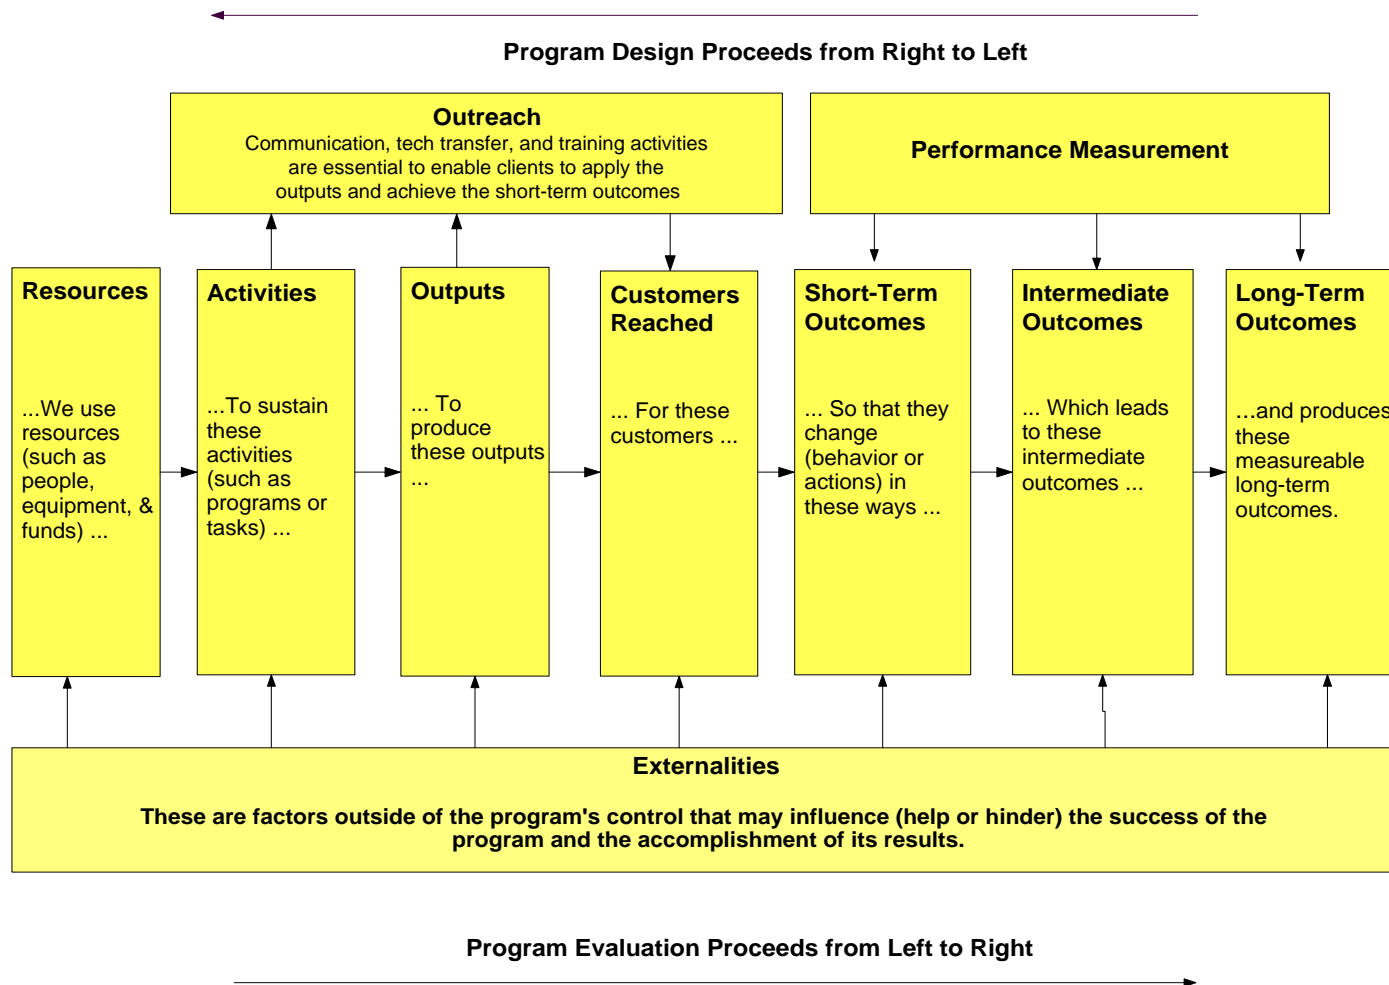 Program Design Proceeds from Right to Left
Outreach
Communication, tech transfer, and training activities
are essential to enable clients to apply the
outputs and achieve the short-term outcomes
Performance Measurement
Resources
...We use
resources
(such as
people,
equipment, &
funds) ...
Activities
...To sustain
these
activities
(such as
programs or
tasks) ...
Outputs
... To
produce
these outputs
...
Customers
Reached
... For these
customers ...
Short-Term
Outcomes
... So that they
change
(behavior or
actions) in
these ways ...
Intermediate
Outcomes
... Which leads
to these
intermediate
outcomes ...
Long-Term
Outcomes
...and produces
these
measureable
long-term
outcomes.
Externalities
These are factors outside of the program's control that may influence (help or hinder) the success of the
program and the accomplishment of its results.
Program Evaluation Proceeds from Left to Right